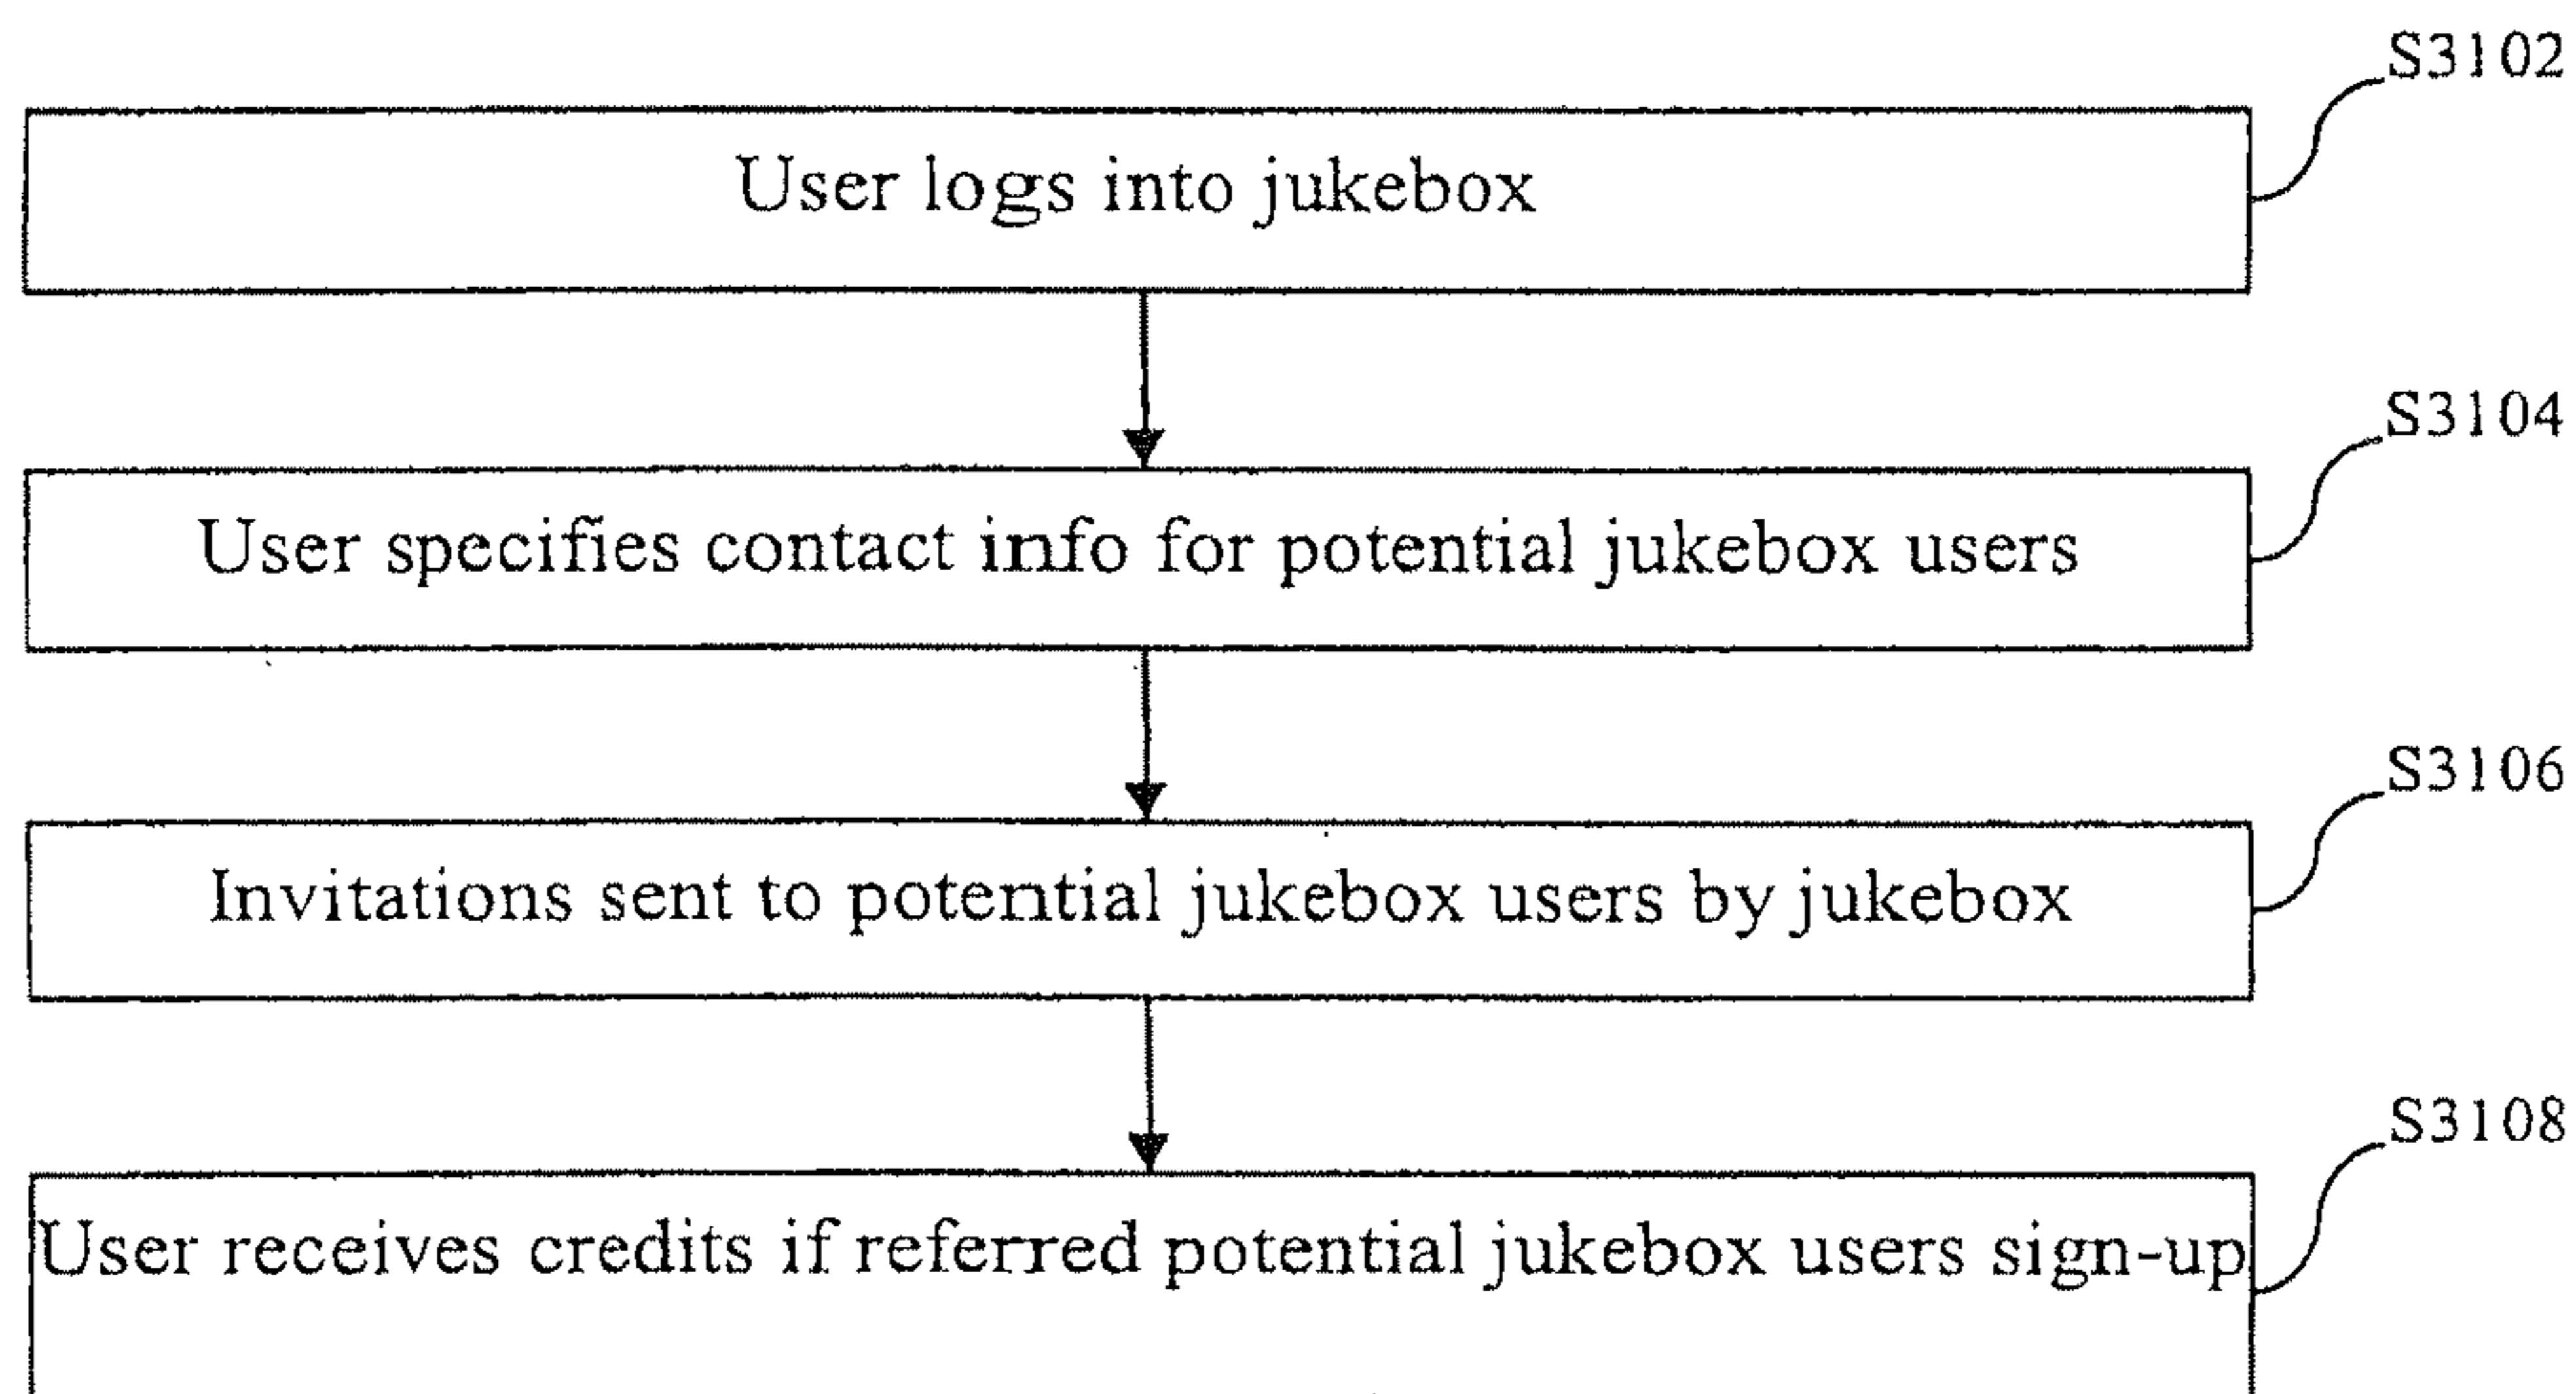 S3102
User logs into jukebox
S3104
User specifies contact info for potential jukebox users
S3106
Invitations sent to potential jukebox users by jukebox
S3108
User receives credits if referred potential jukebox users sign-up